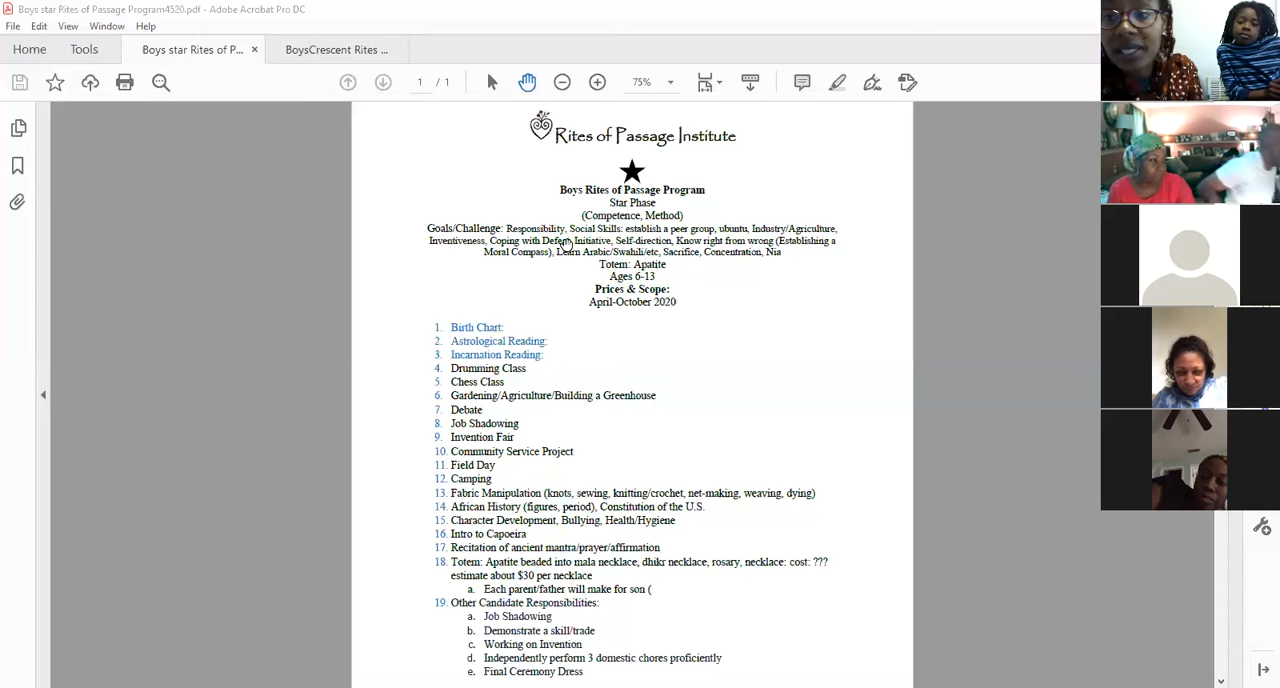 Boys star Rites of Passage Program4520.pdf - Adobe Acrobat Pro DC
File Edit View Window Help
Home Tools Boys star Rites of P... × BoysCrescent Rites ...
1 / 1 75%
Rites of Passage Institute
Boys Rites of Passage Program
Star Phase
(Competence, Method)
Goals/Challenge: Responsibility, Social Skills: establish a peer group, ubuntu, Industry/Agriculture,
Inventiveness, Coping with Initiative, Self-direction, Know right from wrong (Establishing a
Moral Compass), Learn Arabic/Swahili/etc, Sacrifice, Concentration, Nia
Totem: Apatite
Ages 6-13
Prices & Scope:
April-October 2020
1. Birth Chart:
2. Astrological Reading:
3. Incarnation Reading:
4. Drumming Class
5. Chess Class
6. Gardening/Agriculture/Building a Greenhouse
7. Debate
8. Job Shadowing
9. Invention Fair
10. Community Service Project
11. Field Day
12. Camping
13. Fabric Manipulation (knots, sewing, knitting/crochet, net-making, weaving, dying)
14. African History (figures, period), Constitution of the U.S.
15. Character Development, Bullying, Health/Hygiene
16. Intro to Capoeira
17. Recitation of ancient mantra/prayer/affirmation
18. Totem: Apatite beaded into mala necklace, dhikr necklace, rosary, necklace: cost: ???
estimate about $30 per necklace
a. Each parent/father will make for son (
19. Other Candidate Responsibilities:
a. Job Shadowing
b. Demonstrate a skill/trade
c. Working on Invention
d. Independently perform 3 domestic chores proficiently
e. Final Ceremony Dress